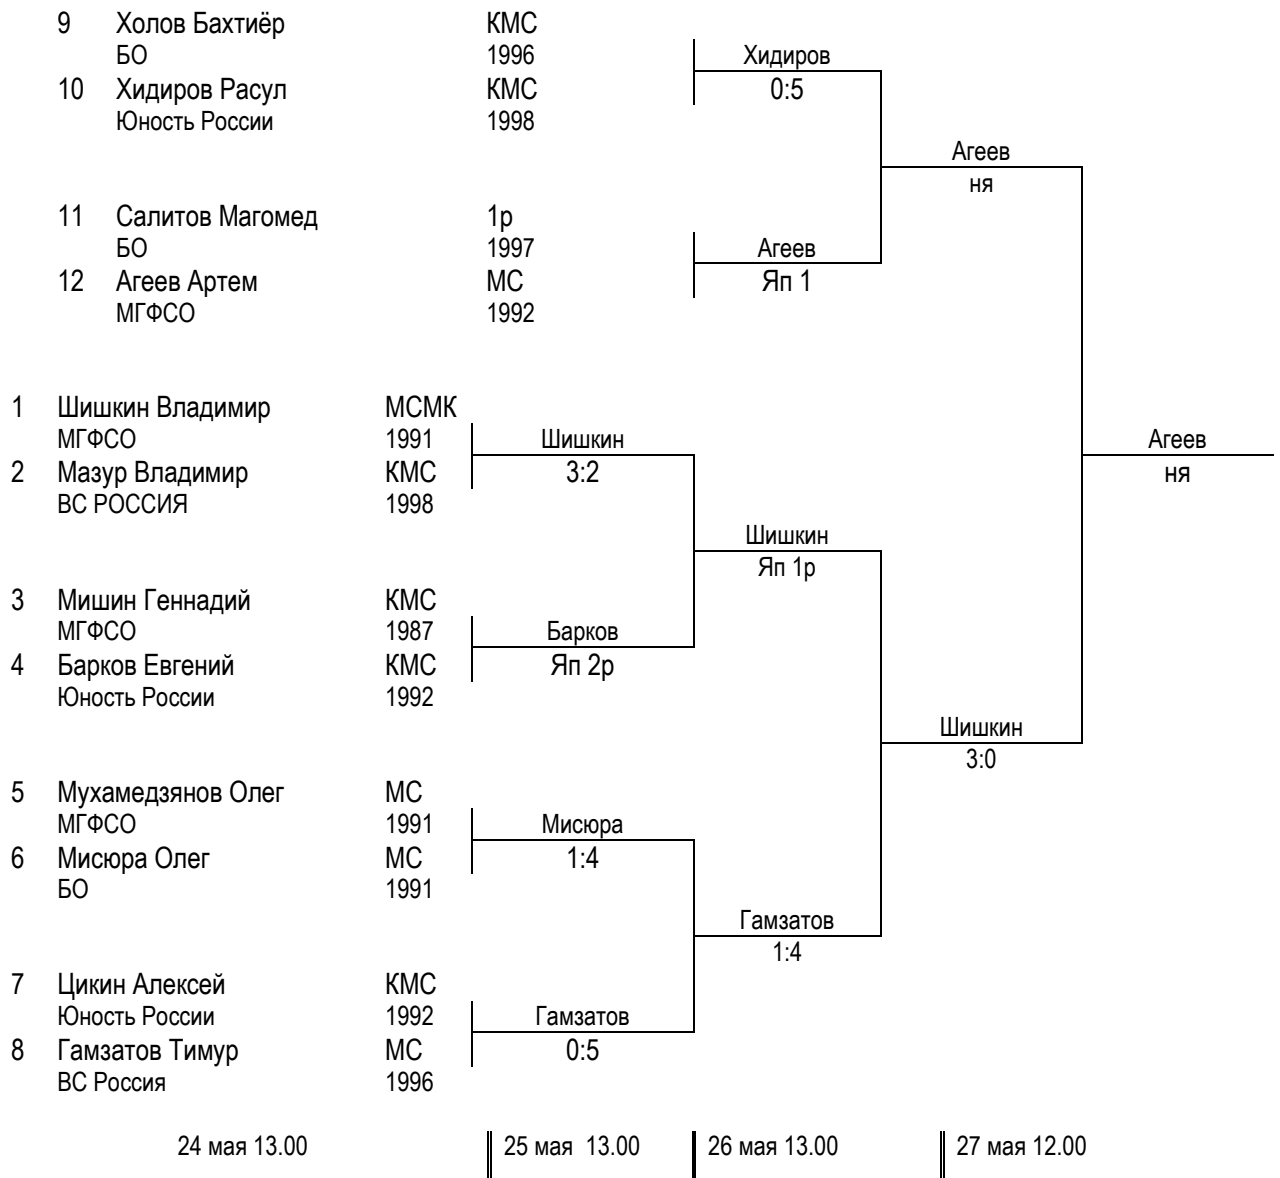 9 Холов Бахтиёр КМС
БО 1996 Хидиров
10 Хидиров Расул КМС 0:5
Юность России 1998
Агеев
ня
11 Салитов Магомед 1р
БО 1997 Агеев
12 Агеев Артем МС Яп 1
МГФСО 1992
1 Шишкин Владимир МСМК
МГФСО 1991 Шишкин Агеев
2 Мазур Владимир КМС 3:2 ня
ВС РОССИЯ 1998
Шишкин
Яп 1р
3 Мишин Геннадий КМС
МГФСО 1987 Барков
4 Барков Евгений КМС Яп 2р
Юность России 1992
Шишкин
3:0
5 Мухамедзянов Олег МС
МГФСО 1991 Мисюра
6 Мисюра Олег МС 1:4
БО 1991
Гамзатов
1:4
7 Цикин Алексей КМС
Юность России 1992 Гамзатов
8 Гамзатов Тимур МС 0:5
ВС Россия 1996
24 мая 13.00 25 мая 13.00 26 мая 13.00 27 мая 12.00